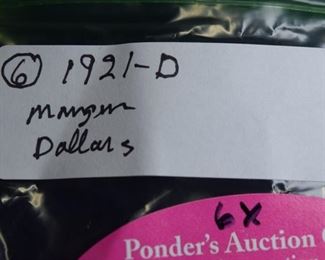 ⑥ 1921-D
Morgan
Dollars
6X
Ponder's Auction